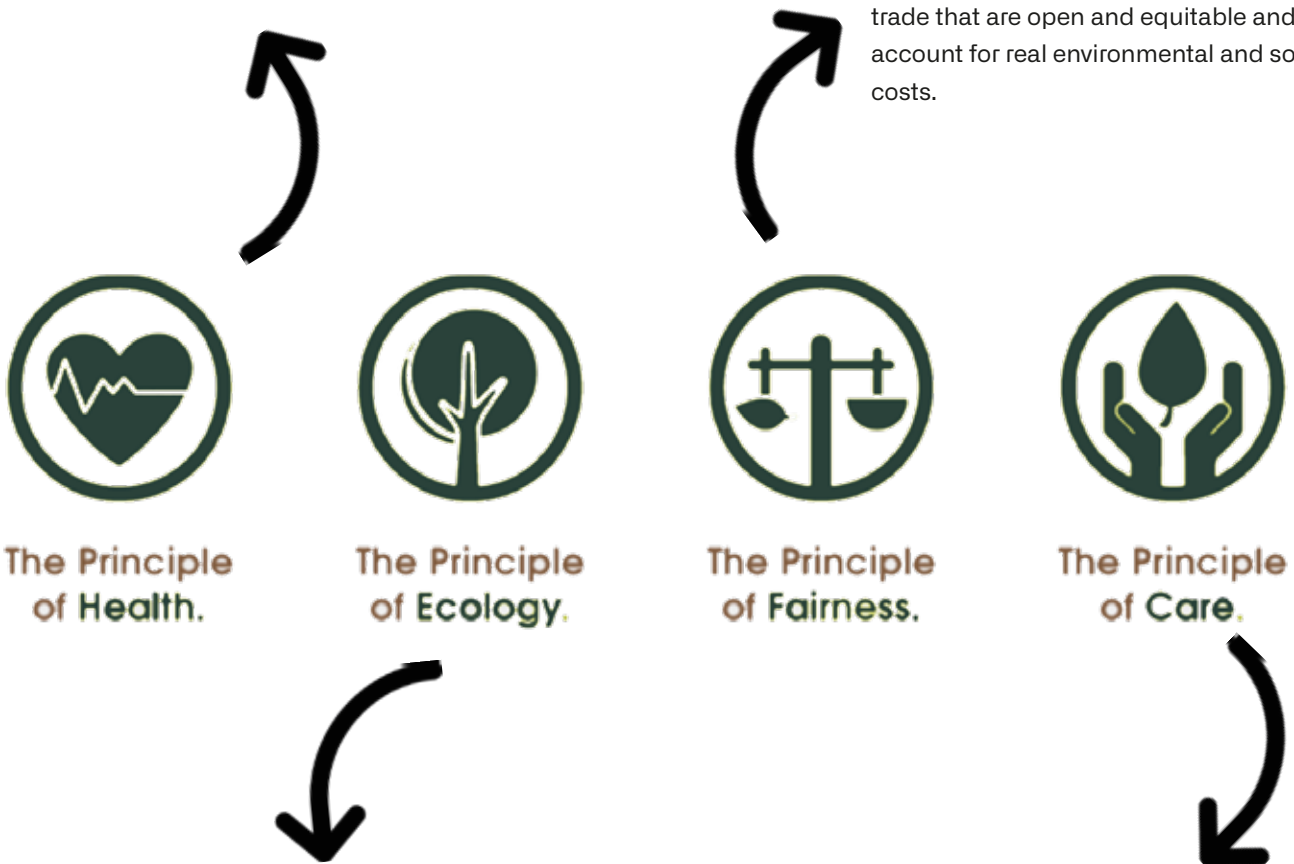 trade that are open and equitable and
account for real environmental and so
costs.
The Principle
of Health.
The Principle
of Ecology.
The Principle
of Fairness.
The Principle
of Care.